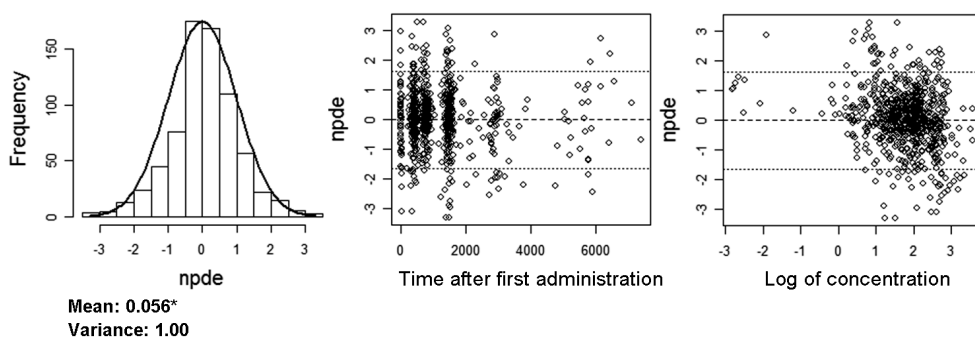 Frequency
150
100
50
0
-3 -2 -1 0 1 2 3
npde
Mean: 0.056*
Variance: 1.00
npde
3
2
1
0
-1
-2
-3
0 2000 4000 6000
Time after first administration
npde
3
2
1
0
-1
-2
-3
-3 -2 -1 0 1 2 3
Log of concentration